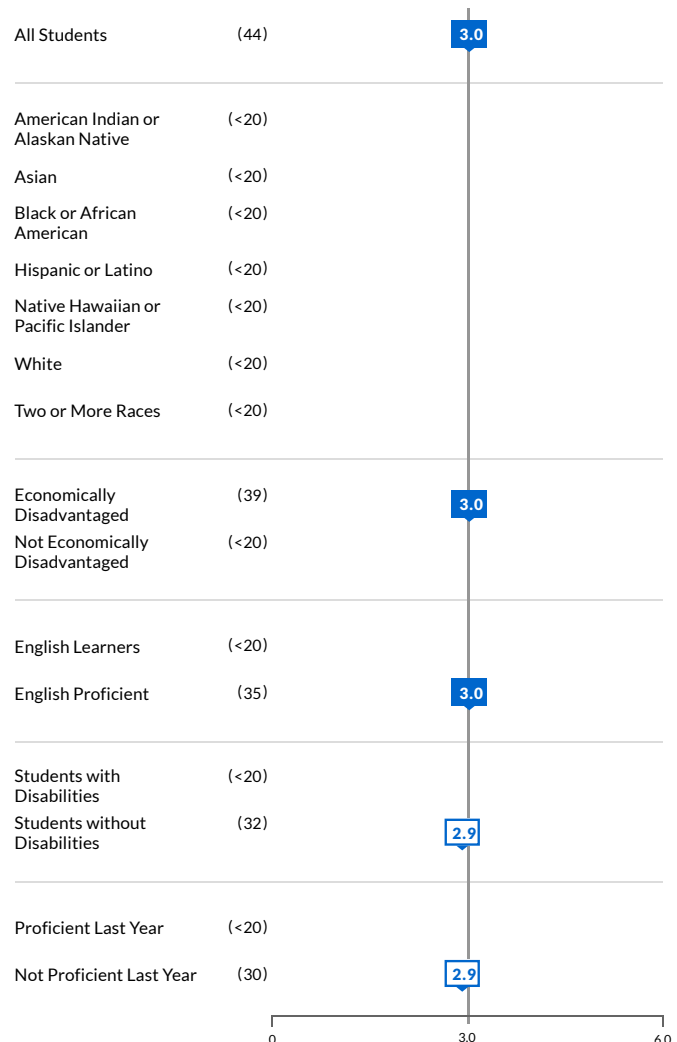 All Students (44) 3.0
American Indian or (<20)
Alaskan Native
Asian (<20)
Black or African (<20)
American
Hispanic or Latino (<20)
Native Hawaiian or (<20)
Pacific Islander
White (<20)
Two or More Races (<20)
Economically (39) 3.0
Disadvantaged
Not Economically (<20)
Disadvantaged
English Learners (<20)
English Proficient (35) 3.0
Students with (<20)
Disabilities
Students without (32) 2.9
Disabilities
Proficient Last Year (<20)
Not Proficient Last Year (30) 2.9
0 3.0 6.0